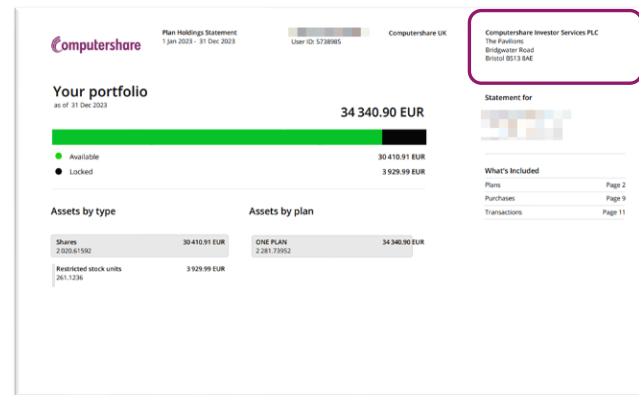 Computershare
Plan Holdings Statement
1 Jan 2023 - 31 Dec 2023
User ID: 5738985
Computershare UK
Computershare Investor Services PLC
The Pavilions
Bridgwater Road
Bristol BS13 8AE
Your portfolio
as of 31 Dec 2023
34 340.90 EUR
Available 30 410.91 EUR
Locked 3 929.99 EUR
Statement for
What's Included
Plans Page 2
Purchases Page 9
Transactions Page 11
Assets by type
Shares 30 410.91 EUR
2 020.61592
Restricted stock units 3 929.99 EUR
261.1236
Assets by plan
ONE PLAN 34 340.90 EUR
2 281.73952